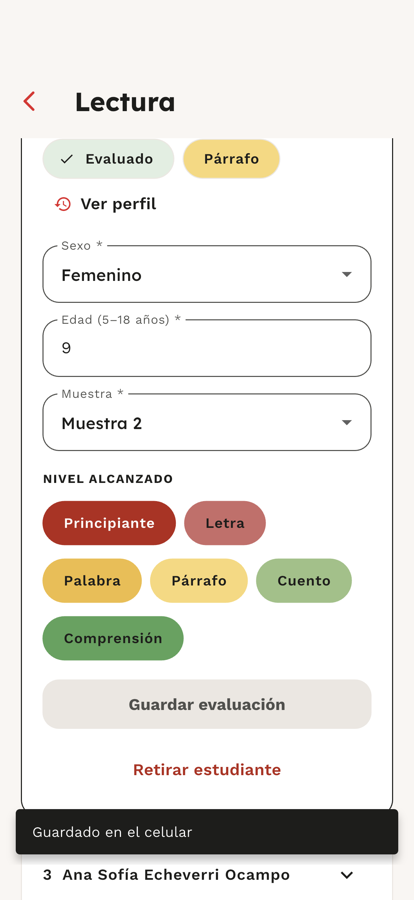 Lectura
Evaluado Párrafo
Ver perfil
Sexo *
Femenino
Edad (5–18 años) *
9
Muestra *
Muestra 2
NIVEL ALCANZADO
Principiante Letra
Palabra Párrafo Cuento
Comprensión
Guardar evaluación
Retirar estudiante
Guardado en el celular
3 Ana Sofía Echeverri Ocampo